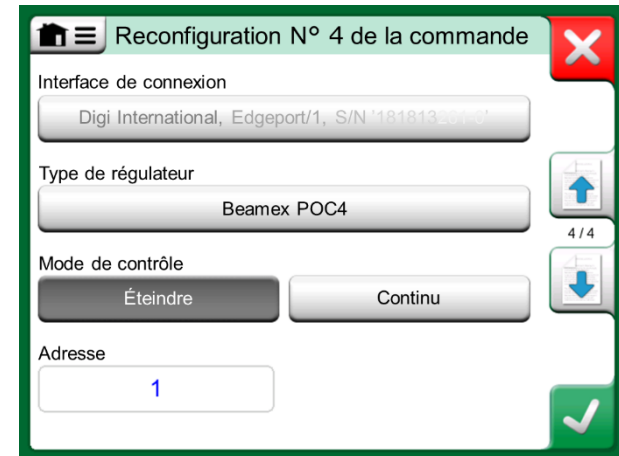 Reconfiguration N° 4 de la commande
Interface de connexion
Digi International, Edgeport/1, S/N '181813
Type de régulateur
Beamex POC4
4 / 4
Mode de contrôle
Éteindre Continu
Adresse
1